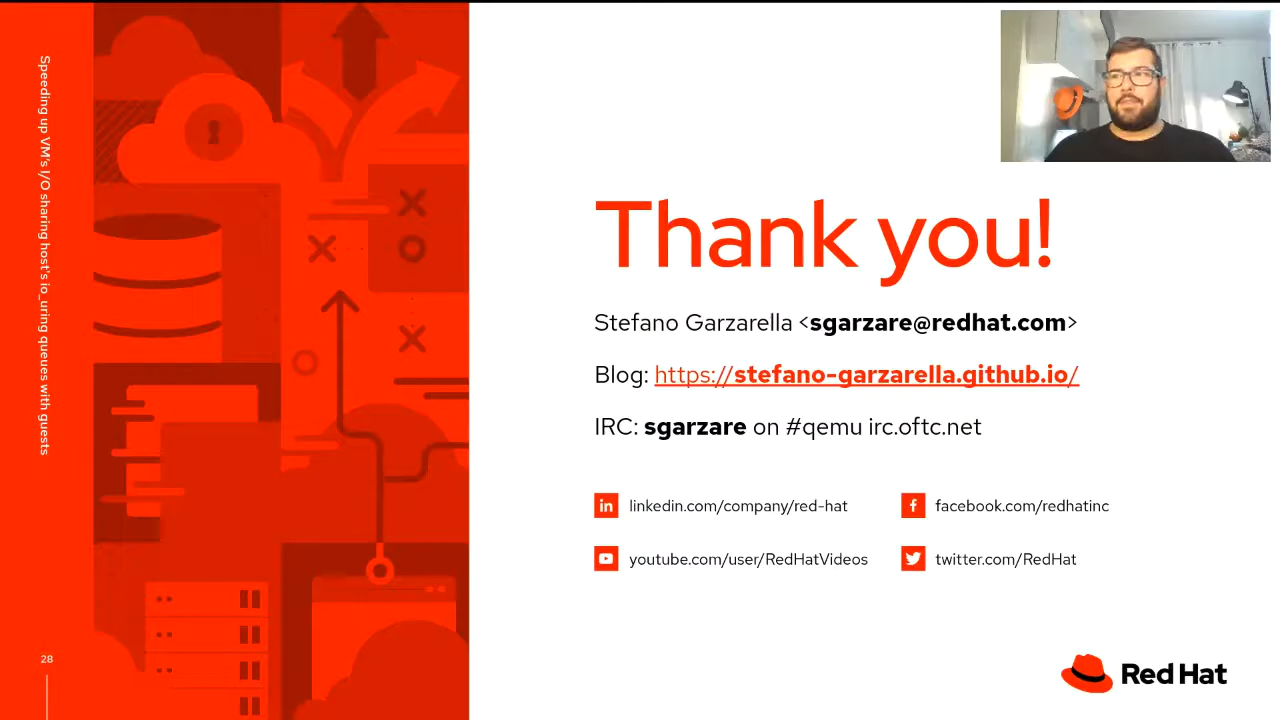 Speeding up VM's I/O sharing host's io_uring queues with guests
Thank you!
Stefano Garzarella <sgarzare@redhat.com>
Blog: https://stefano-garzarella.github.io/
IRC: sgarzare on #qemu irc.oftc.net
in linkedin.com/company/red-hat
f facebook.com/redhatinc
youtube.com/user/RedHatVideos
twitter.com/RedHat
28
Red Hat